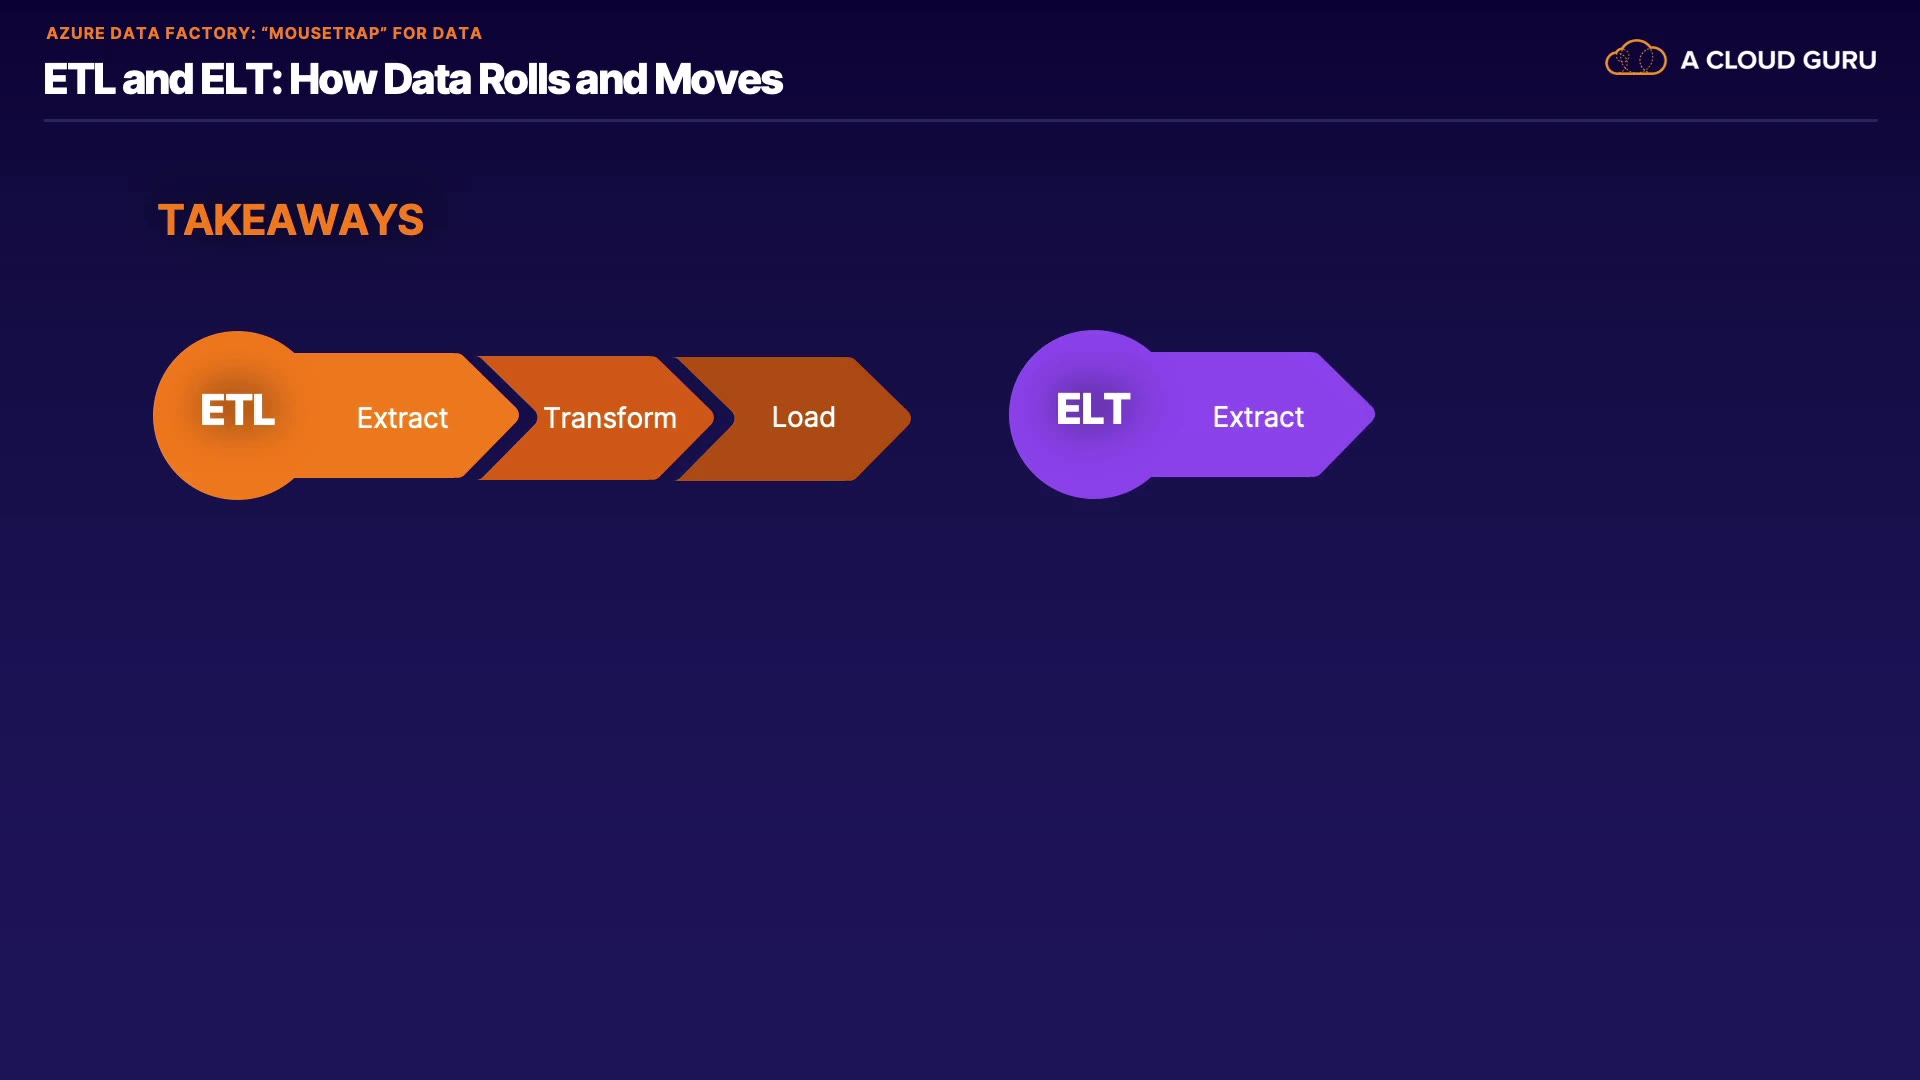 AZURE DATA FACTORY: “MOUSETRAP” FOR DATA
ETL and ELT: How Data Rolls and Moves
A CLOUD GURU
TAKEAWAYS
ETL Extract Transform Load
ELT Extract